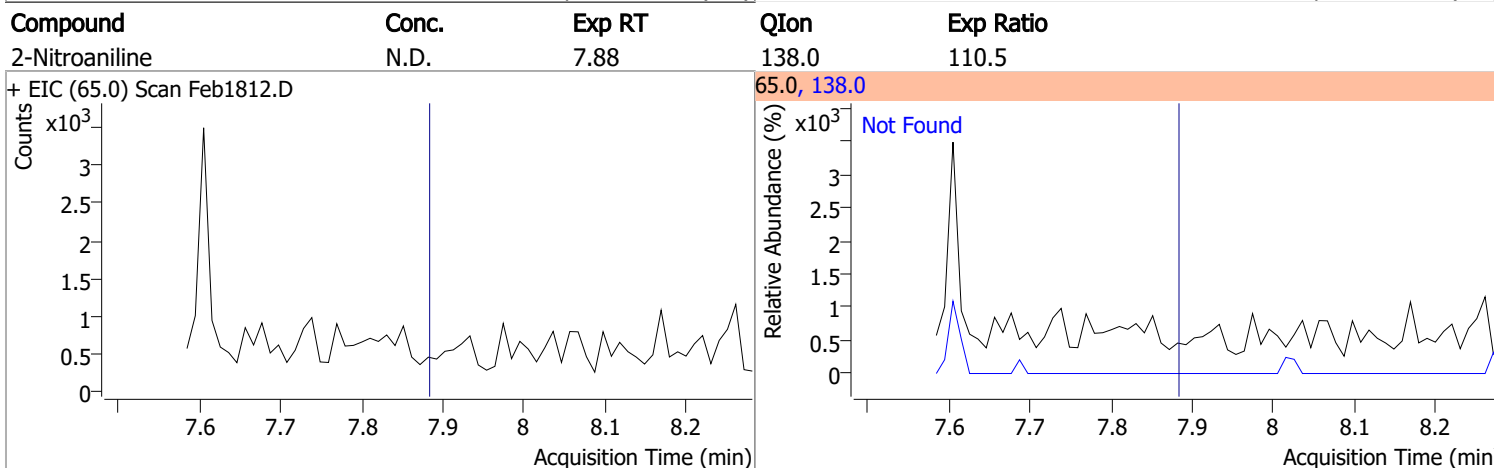 Compound Conc. Exp RT QIon Exp Ratio
2-Nitroaniline N.D. 7.88 138.0 110.5
+ EIC (65.0) Scan Feb1812.D
Counts
x10³
3
2.5
2
1.5
1
0.5
0
7.6 7.7 7.8 7.9 8 8.1 8.2
Acquisition Time (min)
65.0, 138.0
Relative Abundance (%)
x10³
Not Found
3
2.5
2
1.5
1
0.5
0
7.6 7.7 7.8 7.9 8 8.1 8.2
Acquisition Time (min)